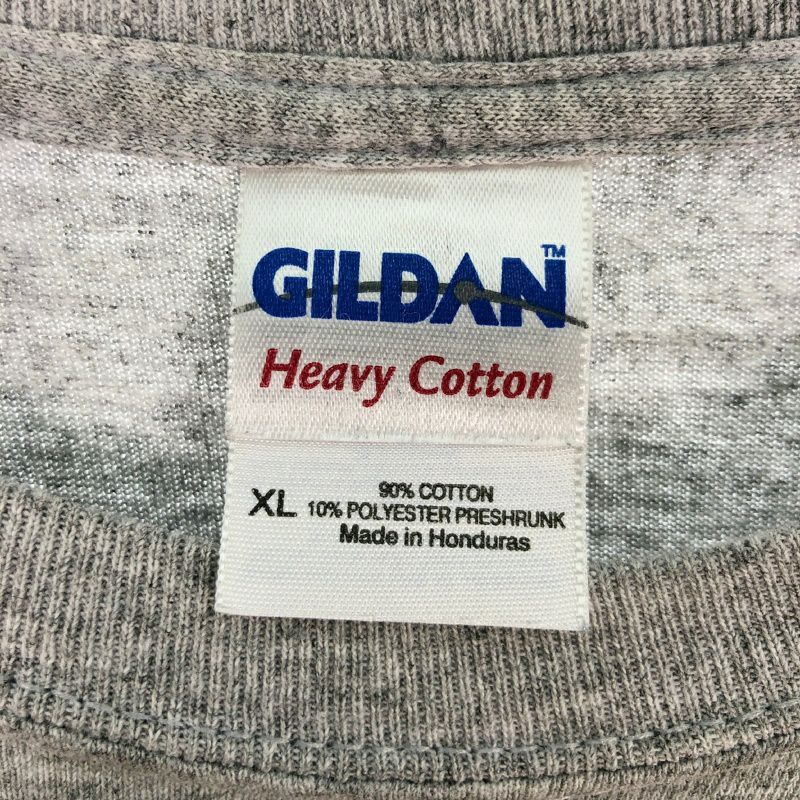 GILDAN™
Heavy Cotton
XL
90% COTTON
10% POLYESTER PRESHRUNK
Made in Honduras